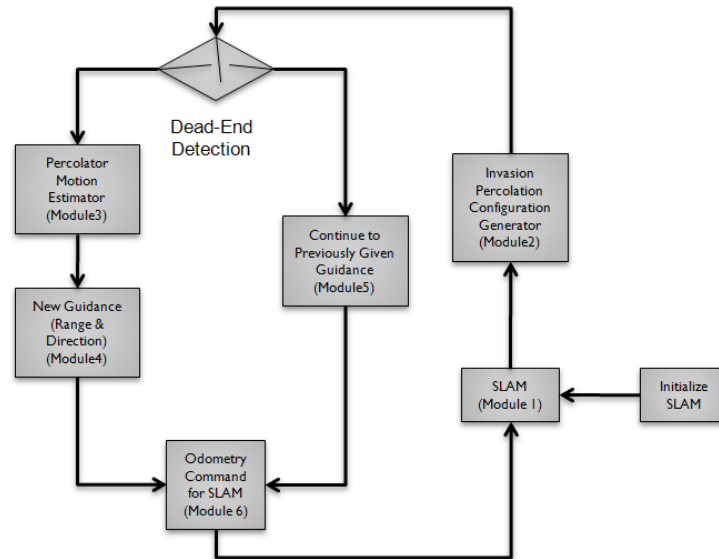 Dead-End
Detection
Percolator
Motion
Estimator
(Module3)
Invasion
Percolation
Configuration
Generator
(Module2)
Continue to
Previously Given
Guidance
(Module5)
New Guidance
(Range &
Direction)
(Module4)
SLAM
(Module 1)
Initialize
SLAM
Odometry
Command
for SLAM
(Module 6)